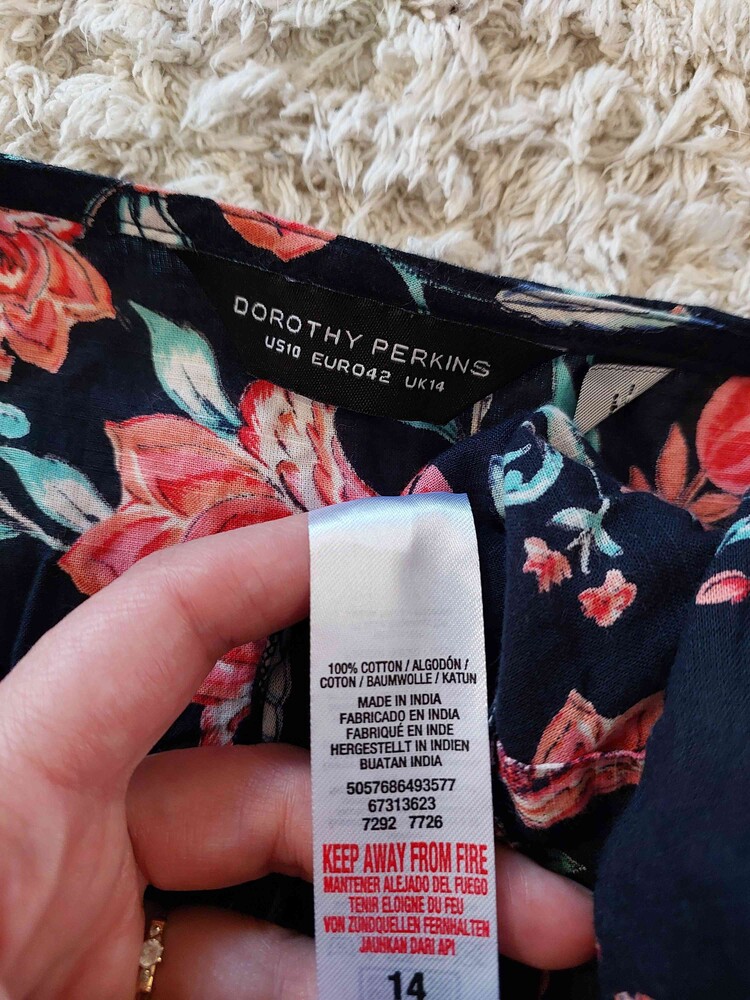 DOROTHY PERKINS
US10 EURO42 UK14
100% COTTON / ALGODÓN /
COTON / BAUMWOLLE / KATUN
MADE IN INDIA
FABRICADO EN INDIA
FABRIQUÉ EN INDE
HERGESTELLT IN INDIEN
BUATAN INDIA
5057686493577
67313623
7292 7726
KEEP AWAY FROM FIRE
MANTENER ALEJADO DEL FUEGO
TENIR ELOIGNE DU FEU
VON ZUNDQUELLEN FERNHALTEN
JAUHKAN DARI API
14